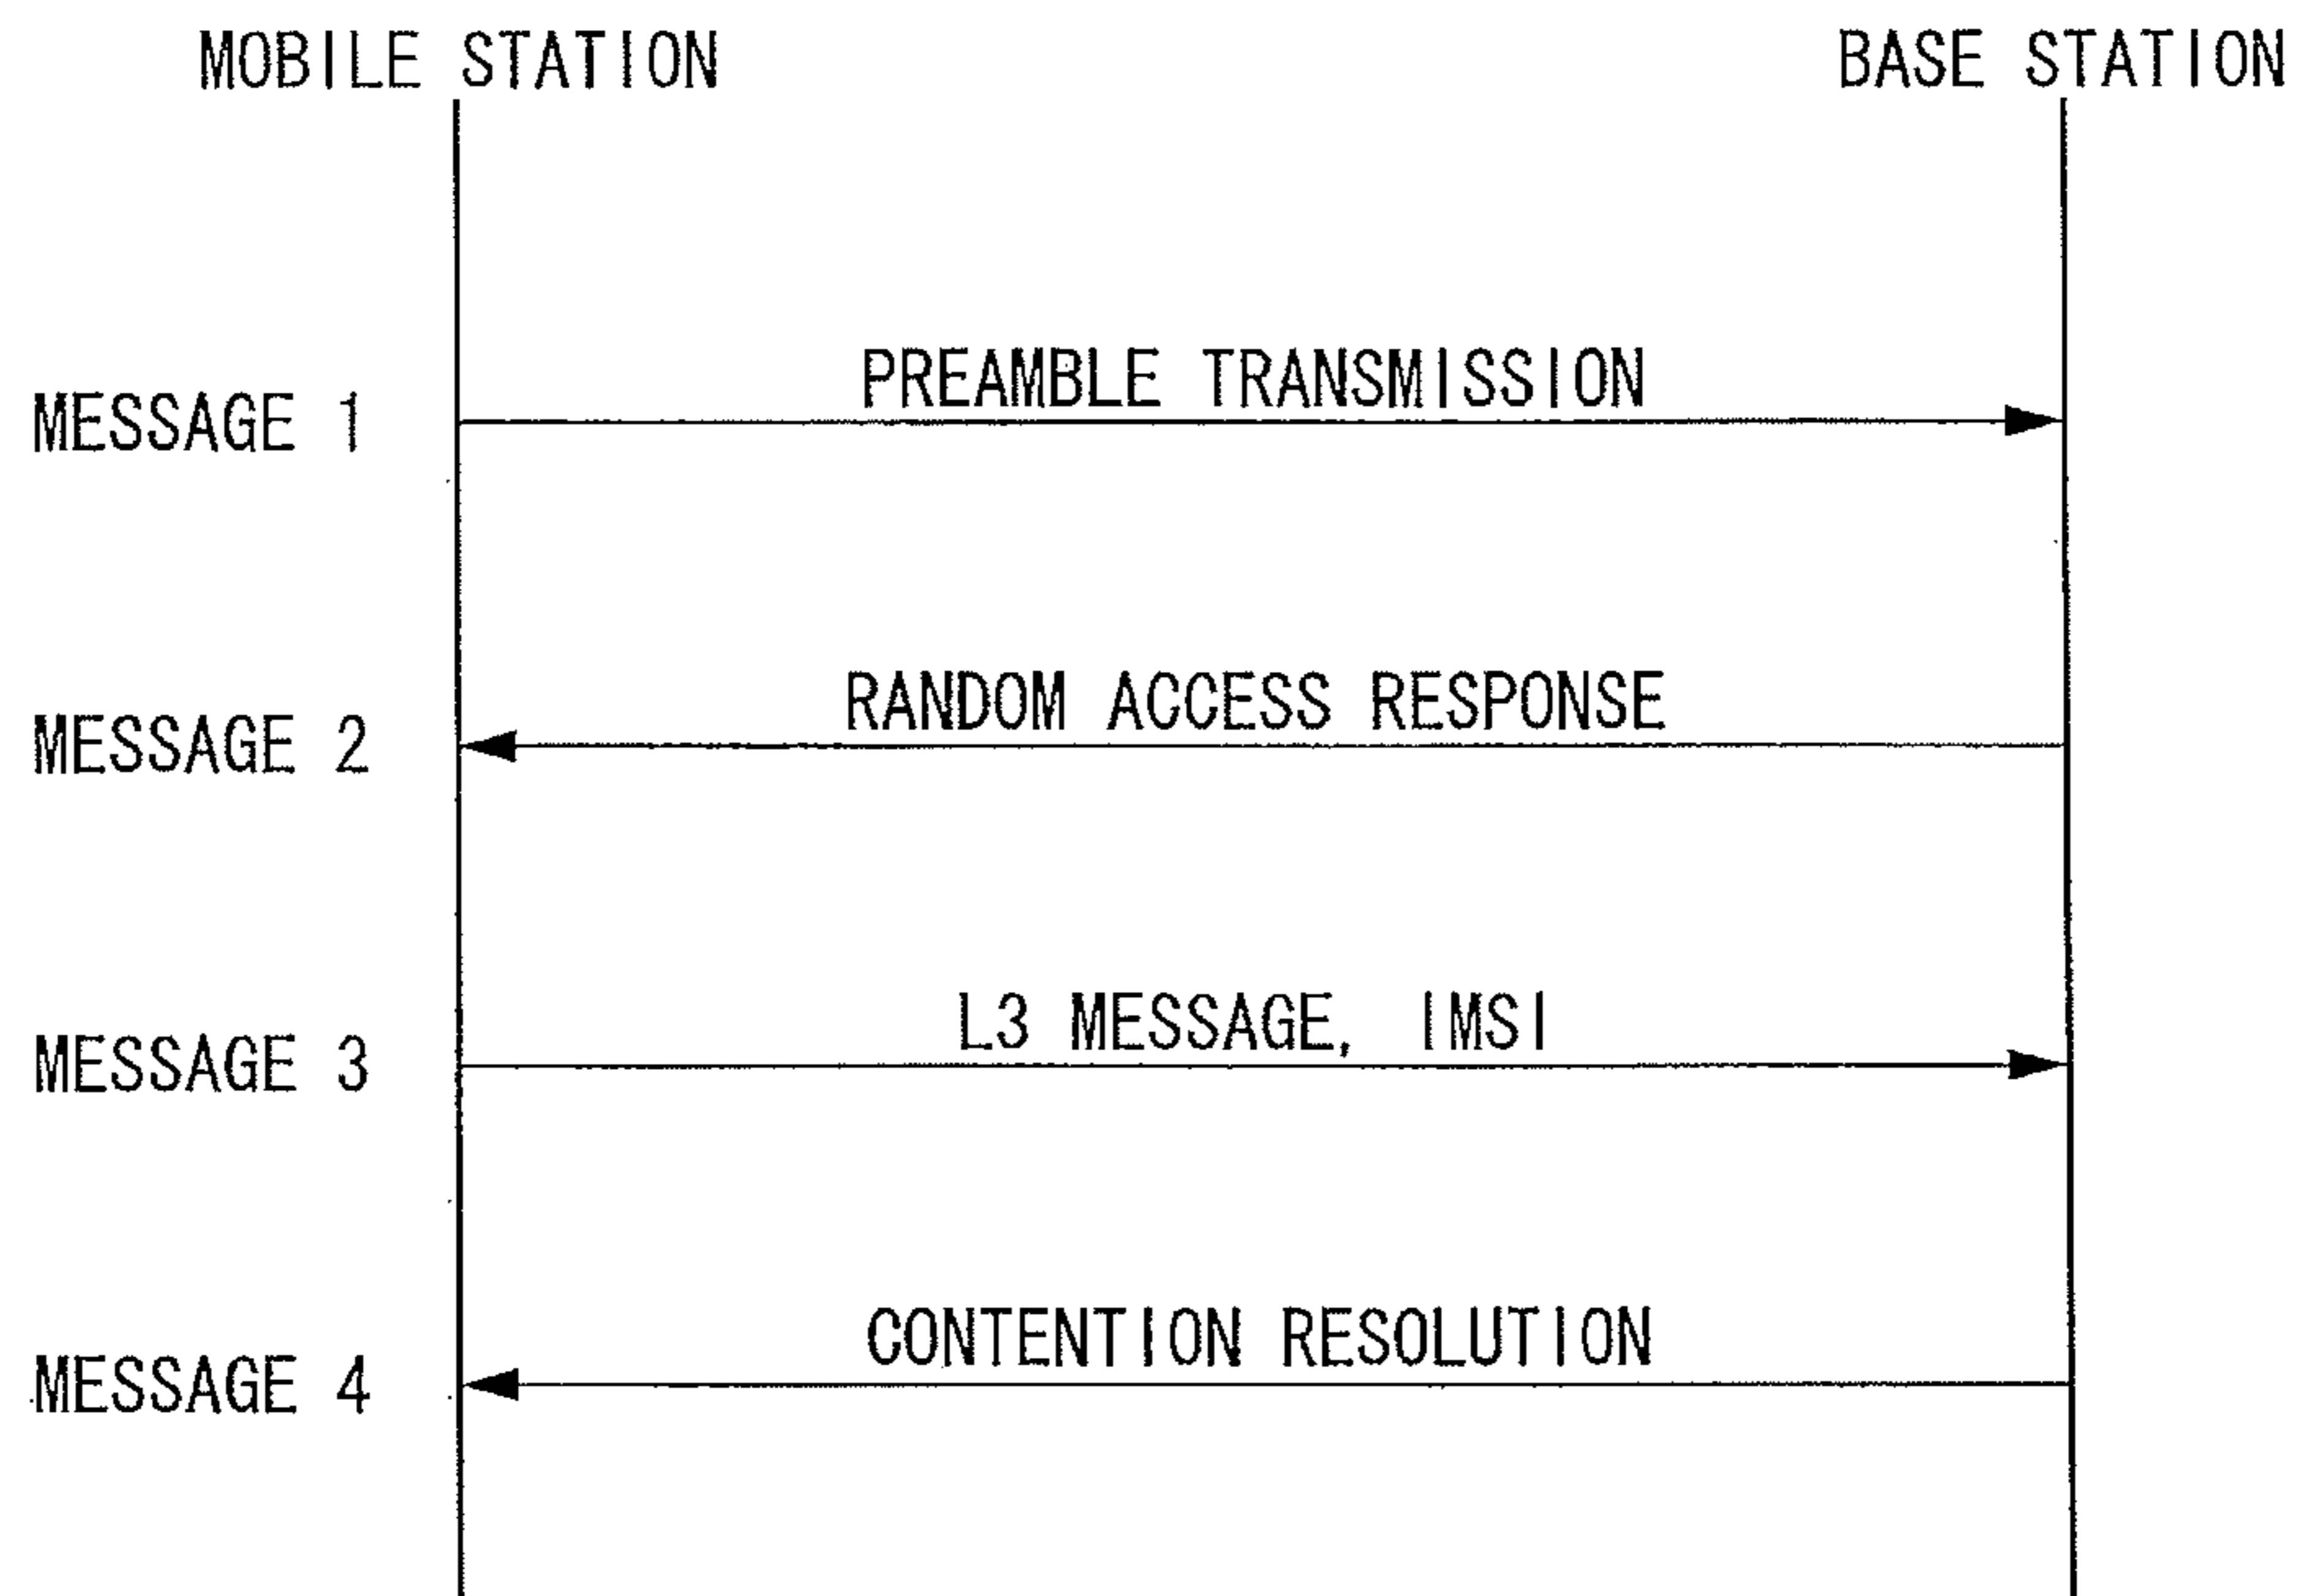 MOBILE STATION
BASE STATION
PREAMBLE TRANSMISSION
MESSAGE 1
RANDOM ACCESS RESPONSE
MESSAGE 2
L3 MESSAGE, IMSI
MESSAGE 3
CONTENTION RESOLUTION
MESSAGE 4